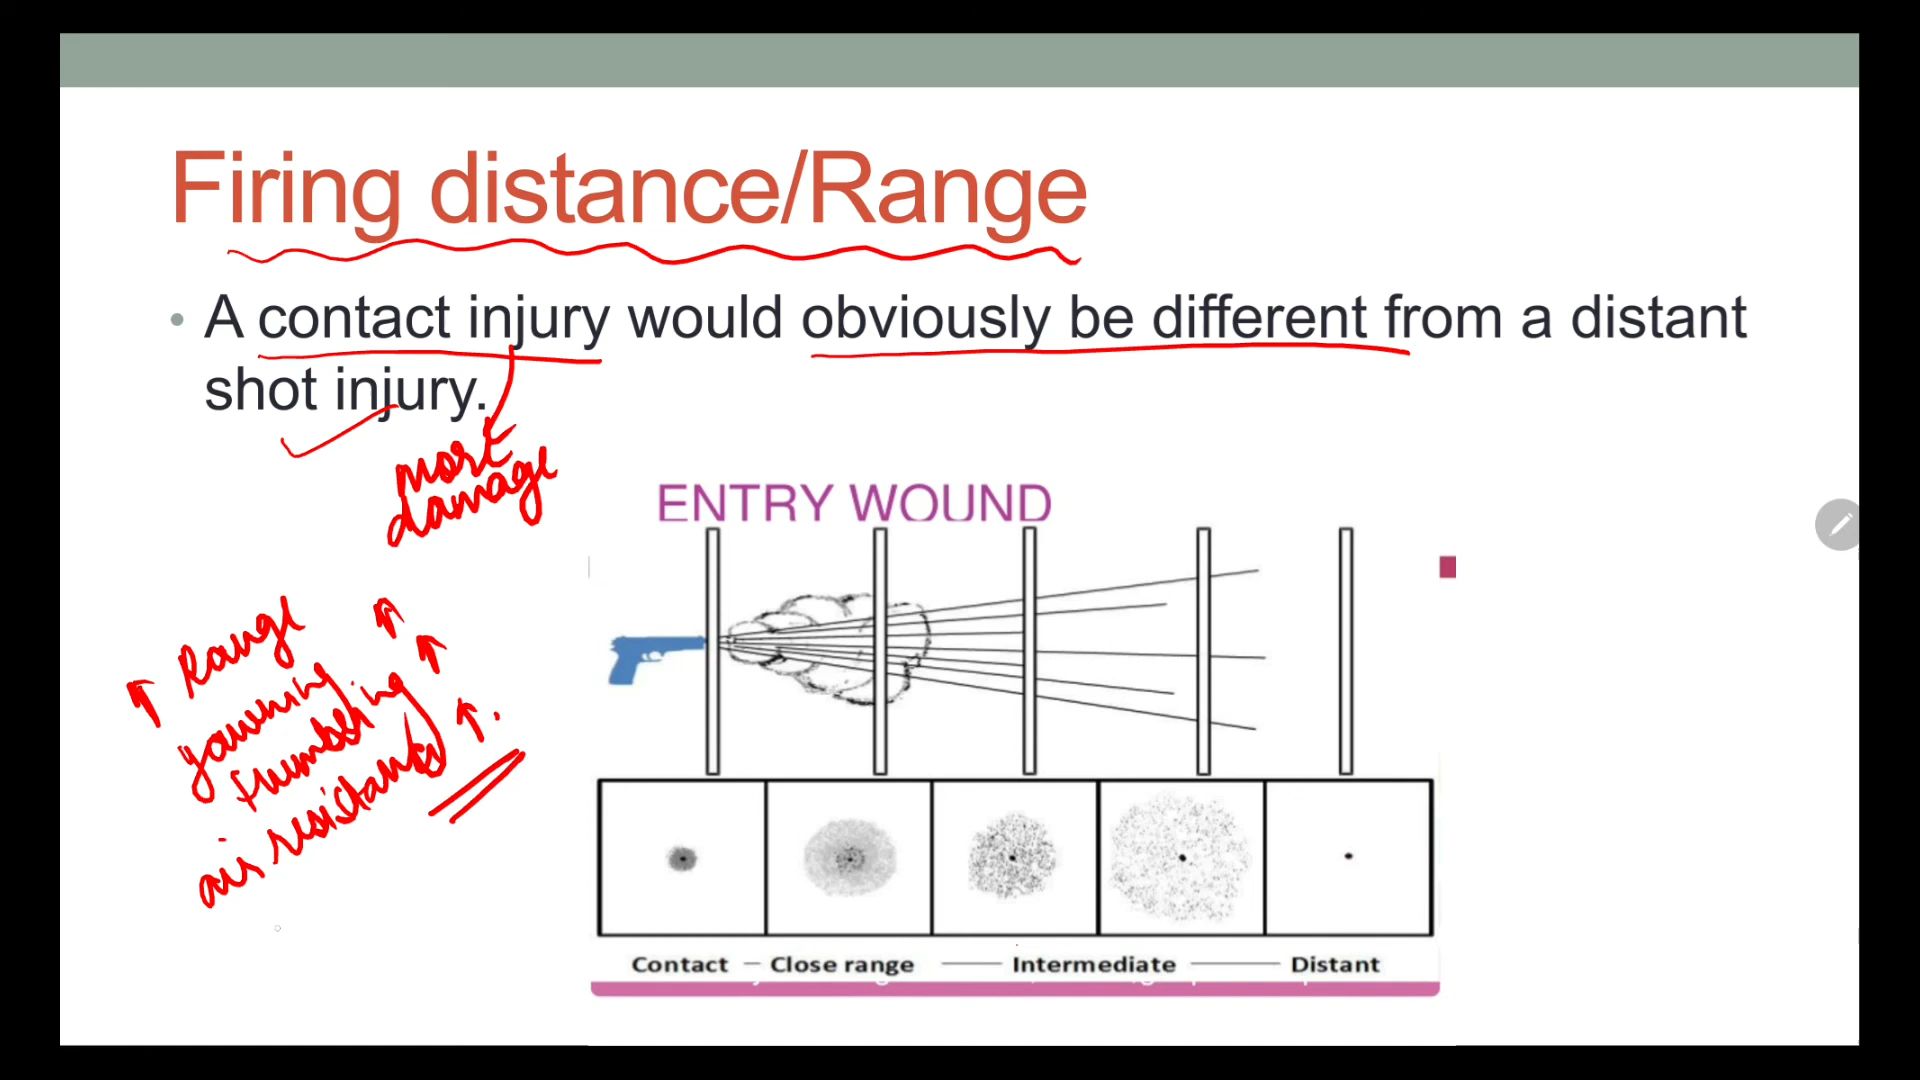 Firing distance/Range
• A contact injury would obviously be different from a distant
shot injury.
more
damage
ENTRY WOUND
↑ Range
yawning ↑
tumbling ↑
air resistance ↑.
Contact — Close range —— Intermediate —— Distant